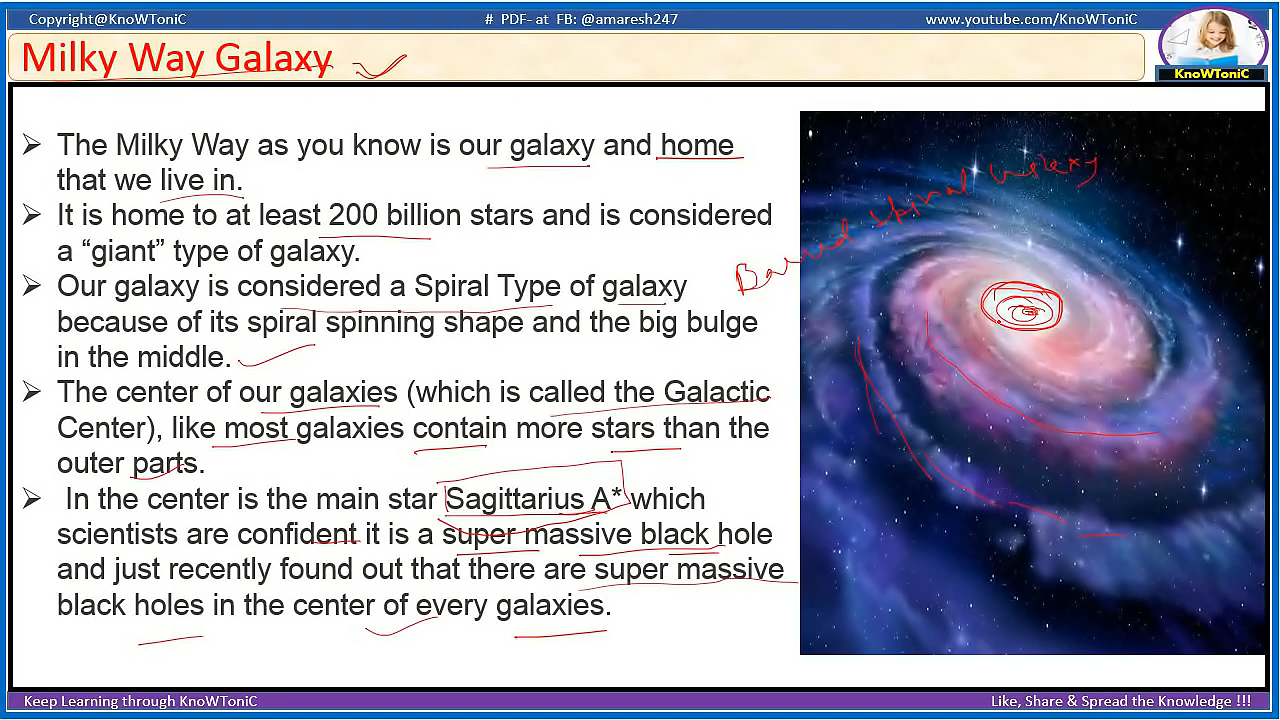 Copyright@KnoWToniC # PDF- at FB: @amaresh247 www.youtube.com/KnoWToniC
Milky Way Galaxy
KnoWToniC
➢ The Milky Way as you know is our galaxy and home
that we live in.
➢ It is home to at least 200 billion stars and is considered
a “giant” type of galaxy.
➢ Our galaxy is considered a Spiral Type of galaxy
because of its spiral spinning shape and the big bulge
in the middle.
➢ The center of our galaxies (which is called the Galactic
Center), like most galaxies contain more stars than the
outer parts.
➢ In the center is the main star Sagittarius A* which
scientists are confident it is a super massive black hole
and just recently found out that there are super massive
black holes in the center of every galaxies.
Barred Spiral Galaxy
Keep Learning through KnoWToniC Like, Share & Spread the Knowledge !!!